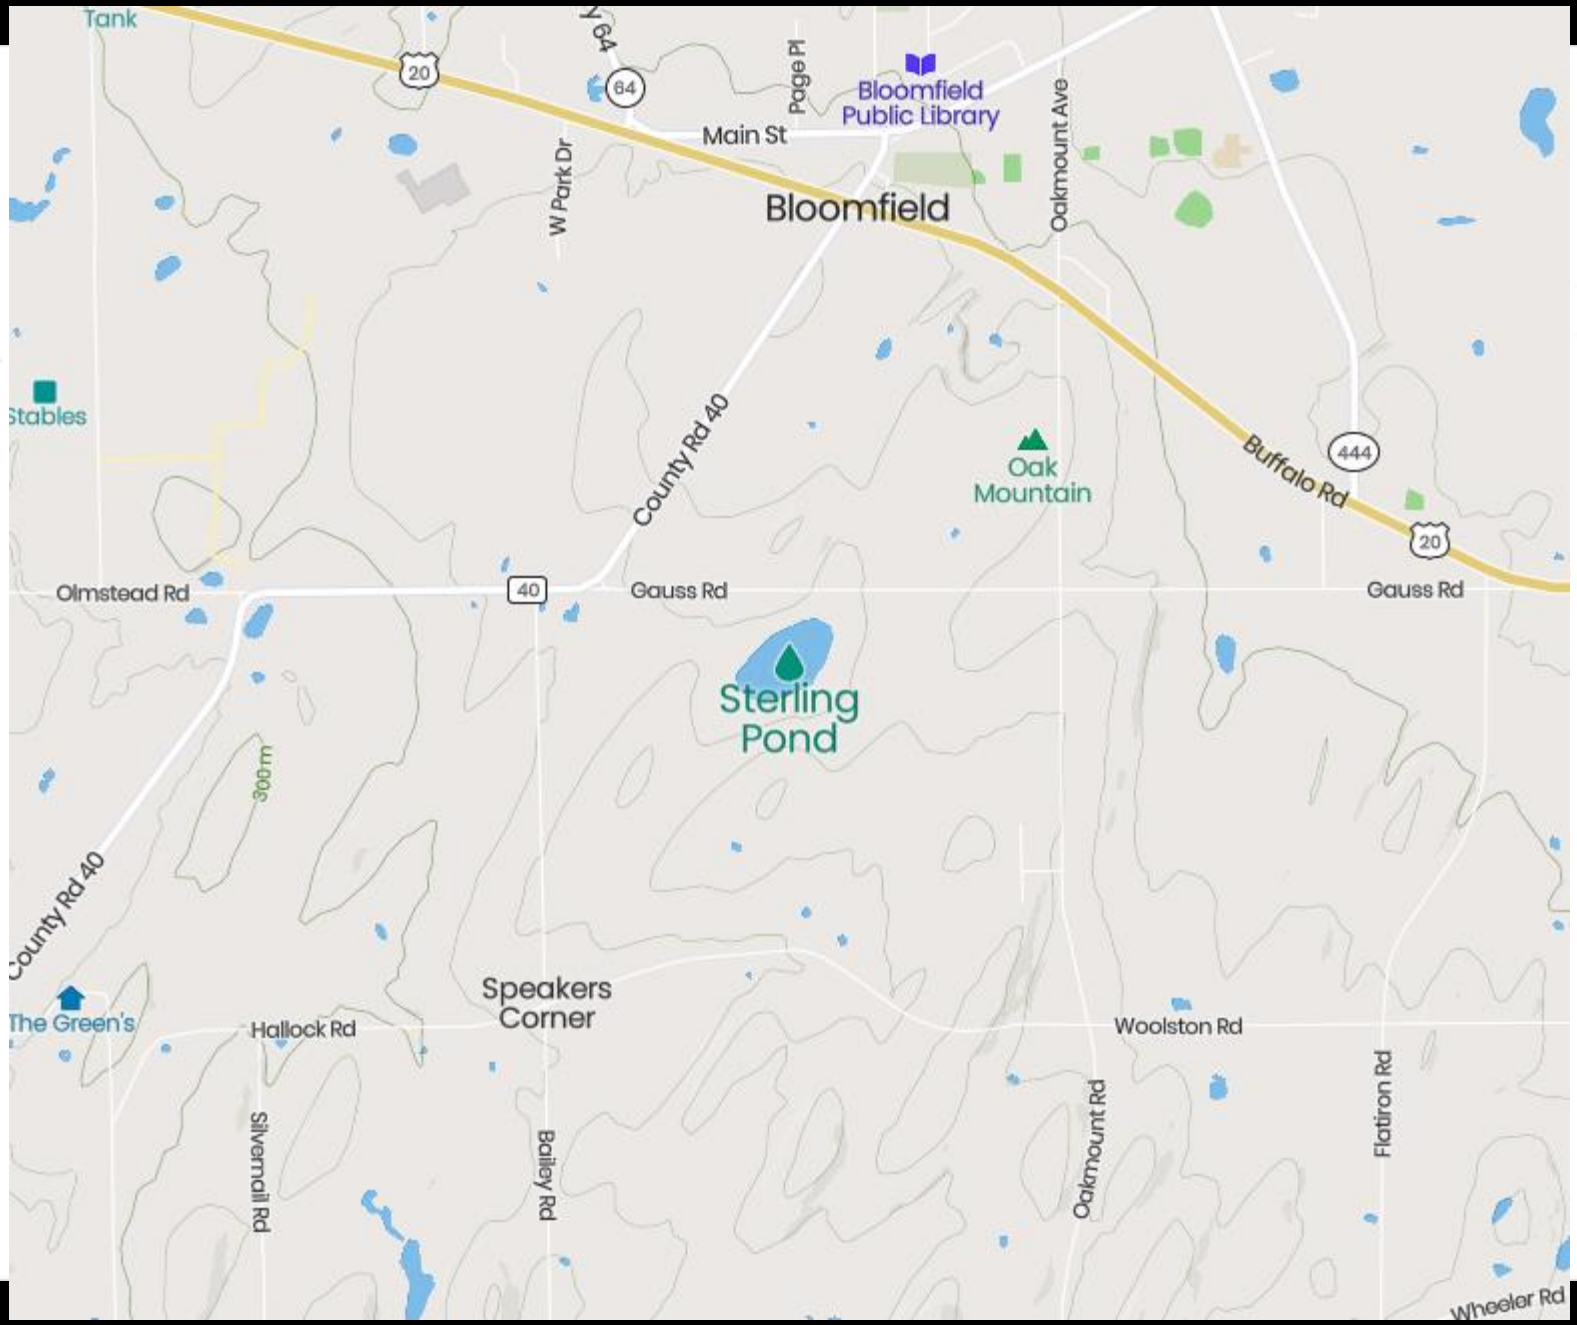 Tank
20
y 64
64
Page Pl
Bloomfield
Public Library
Main St
Oakmount Ave
W Park Dr
Bloomfield
Stables
County Rd 40
Oak
Mountain
444
Buffalo Rd
20
Olmstead Rd
40
Gauss Rd
Gauss Rd
Sterling
Pond
300 m
County Rd 40
Speakers
Corner
The Green's
Hallock Rd
Woolston Rd
Silvernail Rd
Bailey Rd
Oakmount Rd
Flatiron Rd
Wheeler Rd